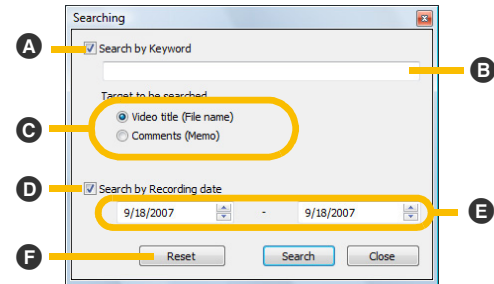 Searching
A
Search by Keyword
B
Target to be searched
C
Video title (File name)
Comments (Memo)
D
Search by Recording date
9/18/2007 - 9/18/2007
E
F
Reset Search Close